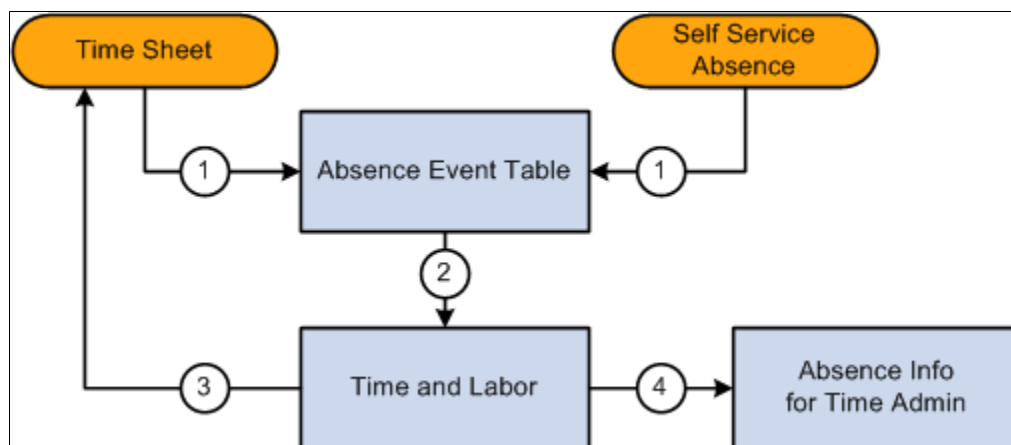 Time Sheet
Self Service
Absence
1
Absence Event Table
1
2
3
Time and Labor
4
Absence Info
for Time Admin